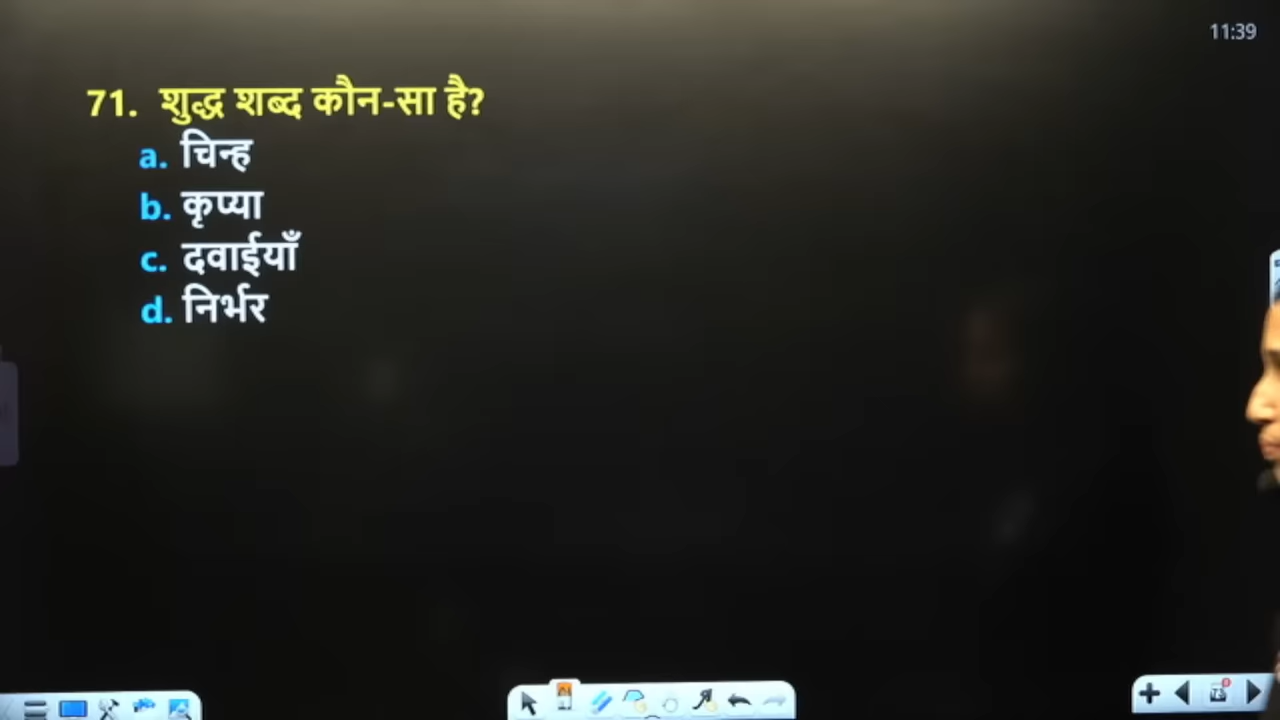 11:39
71. शुद्ध शब्द कौन-सा है?
a. चिन्ह
b. कृप्या
c. दवाईयाँ
d. निर्भर